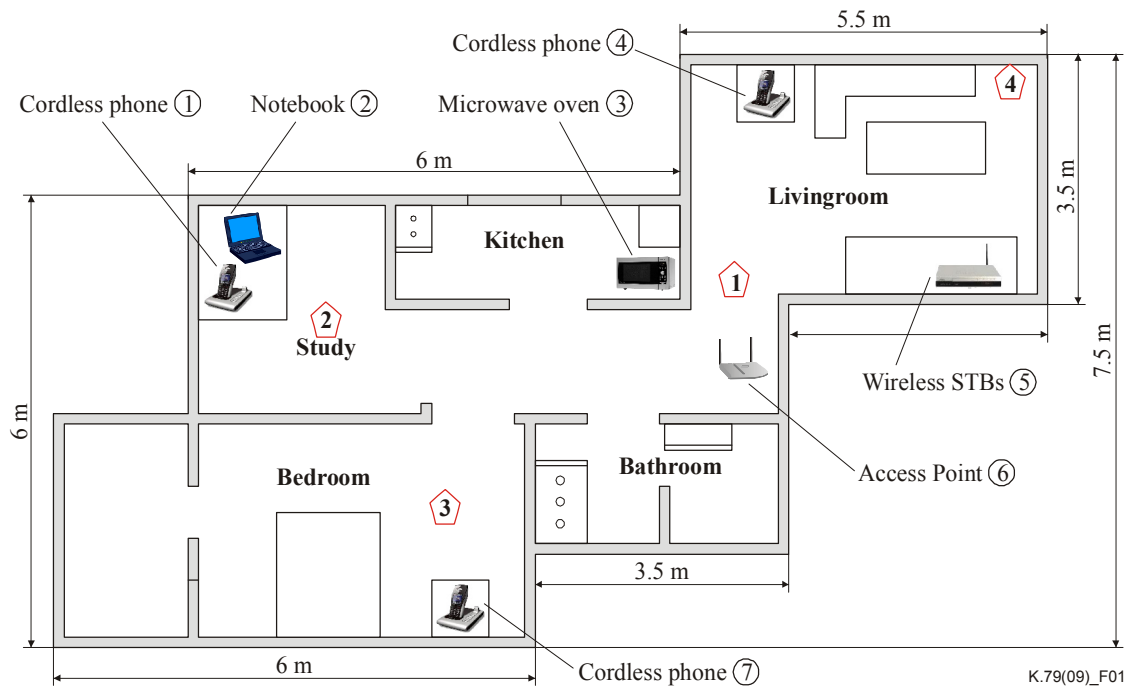 5.5 m
Cordless phone ④
4
Cordless phone ①
Notebook ②
Microwave oven ③
6 m
Livingroom
3.5 m
Kitchen
1
2
Study
7.5 m
Wireless STBs ⑤
6 m
Bathroom
Access Point ⑥
Bedroom
3
3.5 m
6 m
Cordless phone ⑦
K.79(09)_F01